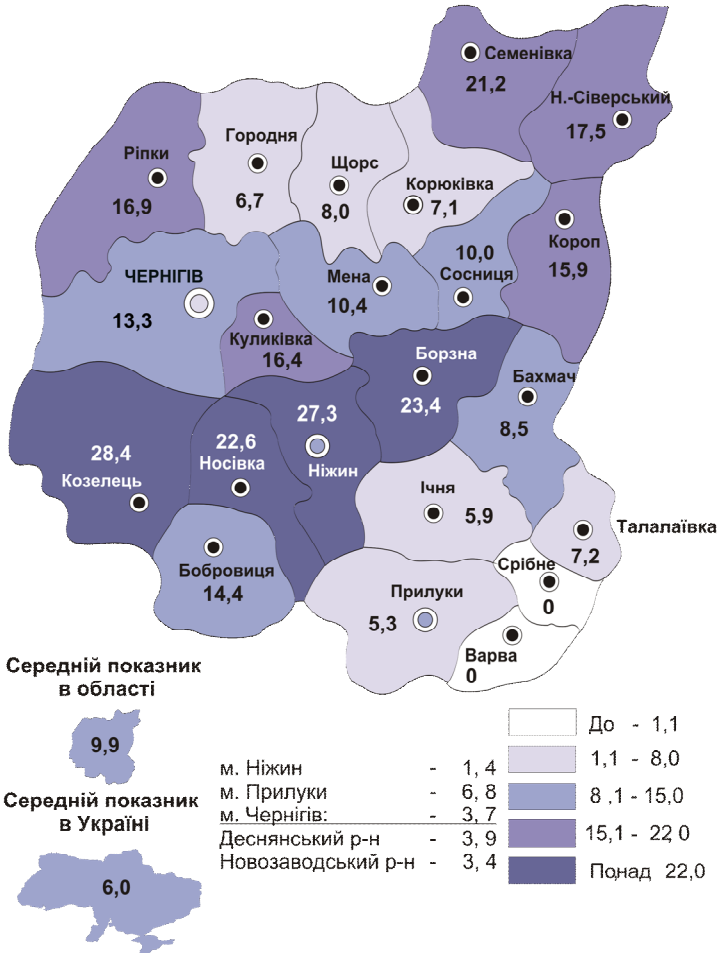 Семенівка
21,2
Н.-Сіверський
17,5
Городня
6,7
Щорс
8,0
Ріпки
16,9
Корюківка
7,1
Короп
15,9
10,0
Сосниця
ЧЕРНІГІВ
13,3
Мена
10,4
Куликівка
16,4
Борзна
23,4
Бахмач
8,5
27,3
Ніжин
22,6
Носівка
28,4
Козелець
Ічня
5,9
Талалаївка
7,2
Срібне
0
Бобровиця
14,4
Прилуки
5,3
Варва
0
Середній показник
в області
9,9
Середній показник
в Україні
6,0
м. Ніжин - 1, 4
м. Прилуки - 6, 8
м. Чернігів: - 3, 7
Деснянський р-н - 3, 9
Новозаводський р-н - 3, 4
До - 1,1
1,1 - 8,0
8 ,1 - 15,0
15,1 - 22,0
Понад 22,0